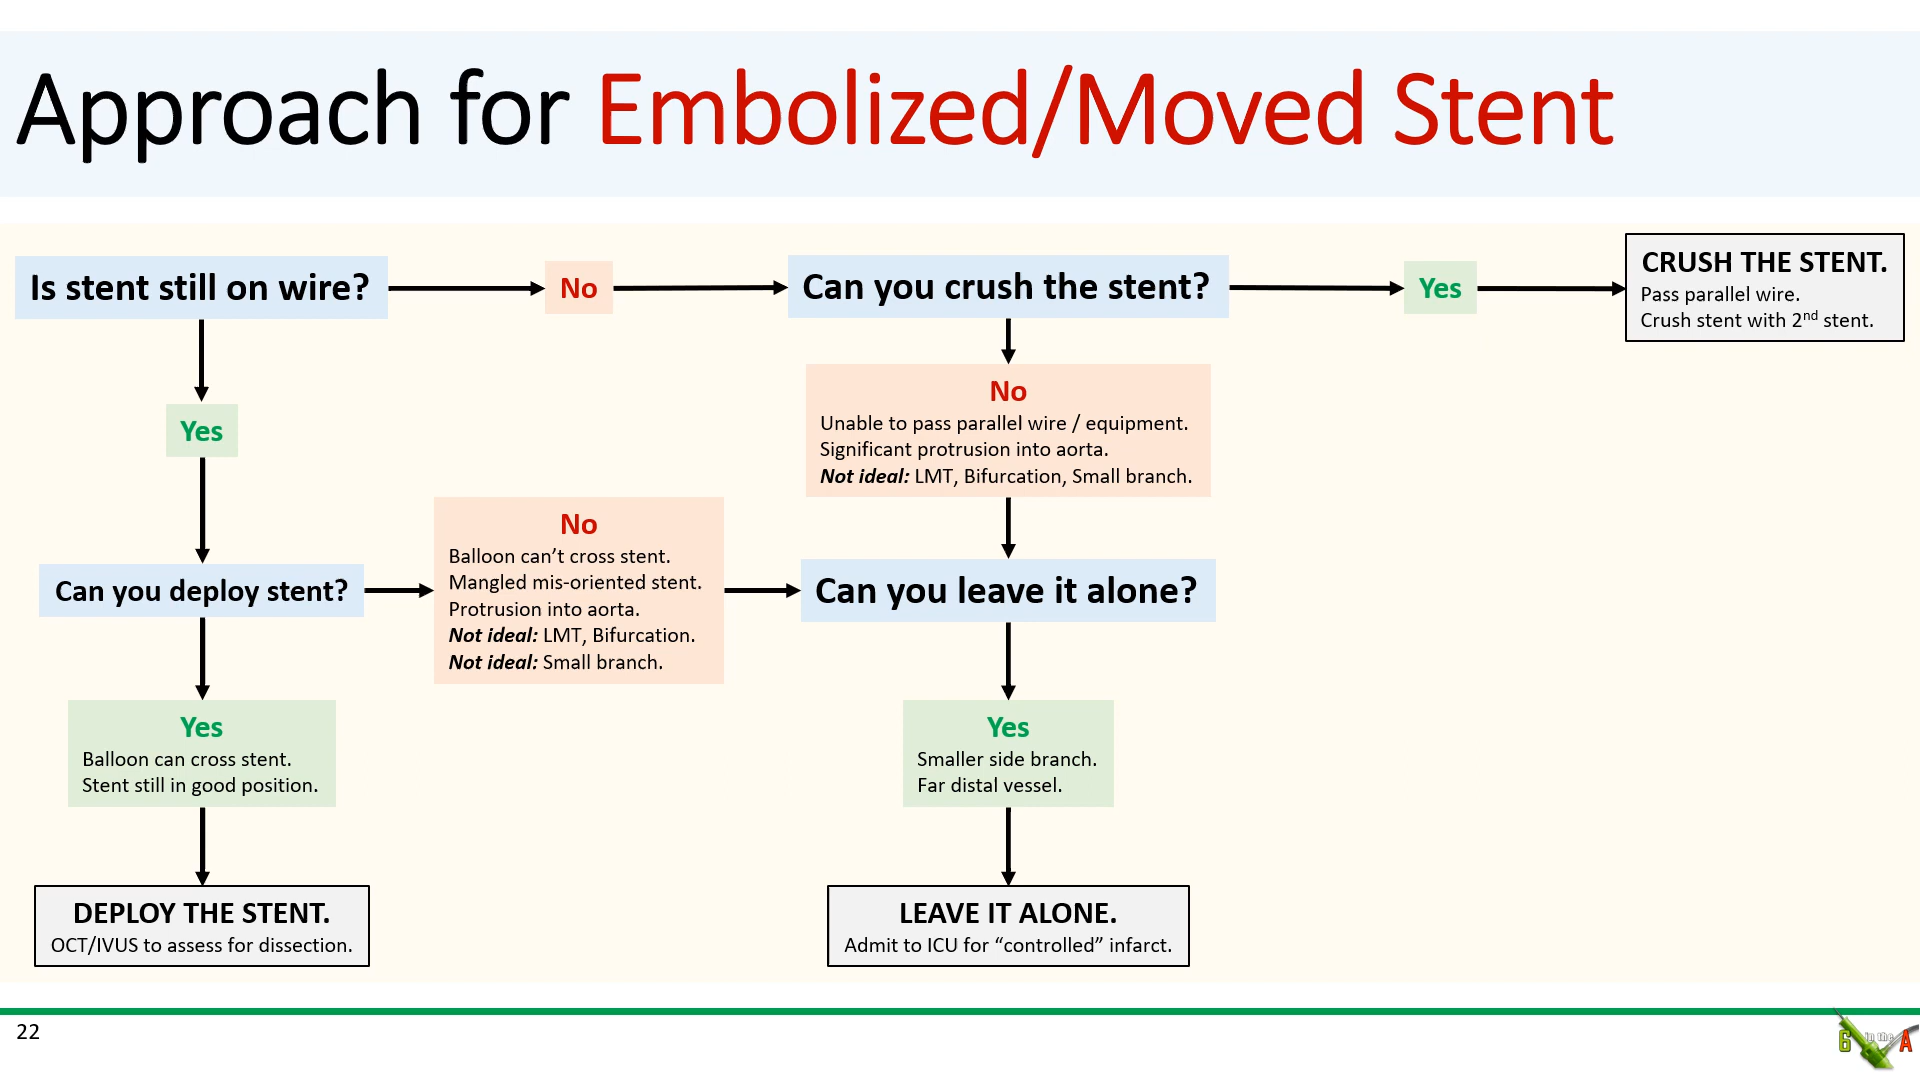 Approach for Embolized/Moved Stent
Is stent still on wire?
No
Can you crush the stent?
Yes
CRUSH THE STENT.
Pass parallel wire.
Crush stent with 2nd stent.
Yes
No
Unable to pass parallel wire / equipment.
Significant protrusion into aorta.
Not ideal: LMT, Bifurcation, Small branch.
Can you deploy stent?
No
Balloon can’t cross stent.
Mangled mis-oriented stent.
Protrusion into aorta.
Not ideal: LMT, Bifurcation.
Not ideal: Small branch.
Can you leave it alone?
Yes
Balloon can cross stent.
Stent still in good position.
Yes
Smaller side branch.
Far distal vessel.
DEPLOY THE STENT.
OCT/IVUS to assess for dissection.
LEAVE IT ALONE.
Admit to ICU for “controlled” infarct.
22
6 in the A